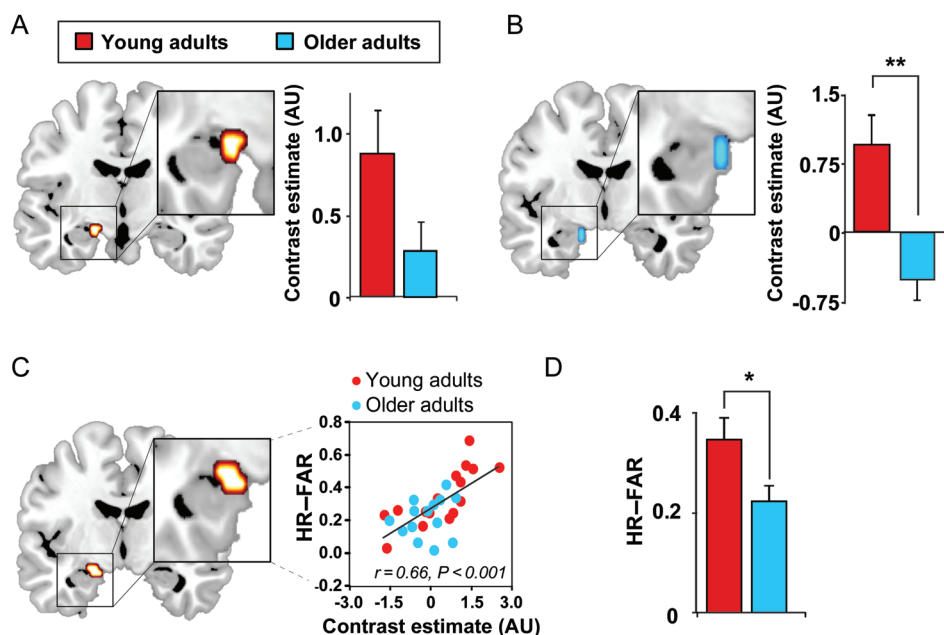 A
Young adults
Older adults
Contrast estimate (AU)
1.0
0.5
0
B
Contrast estimate (AU)
1.5
0.75
0
-0.75
**
C
Young adults
Older adults
HR–FAR
0.8
0.6
0.4
0.2
0.0
-0.2
r = 0.66, P < 0.001
-3.0 -1.5 0 1.5 3.0
Contrast estimate (AU)
D
*
HR–FAR
0.4
0.2
0